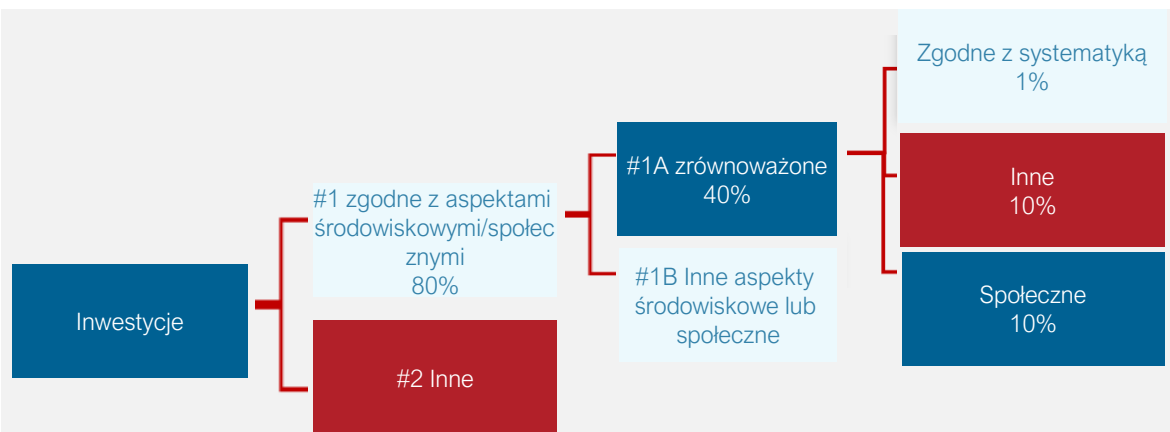 Inwestycje
#1 zgodne z aspektami
środowiskowymi/społec
znymi
80%
#2 Inne
#1A zrównoważone
40%
#1B Inne aspekty
środowiskowe lub
społeczne
Zgodne z systematyką
1%
Inne
10%
Społeczne
10%